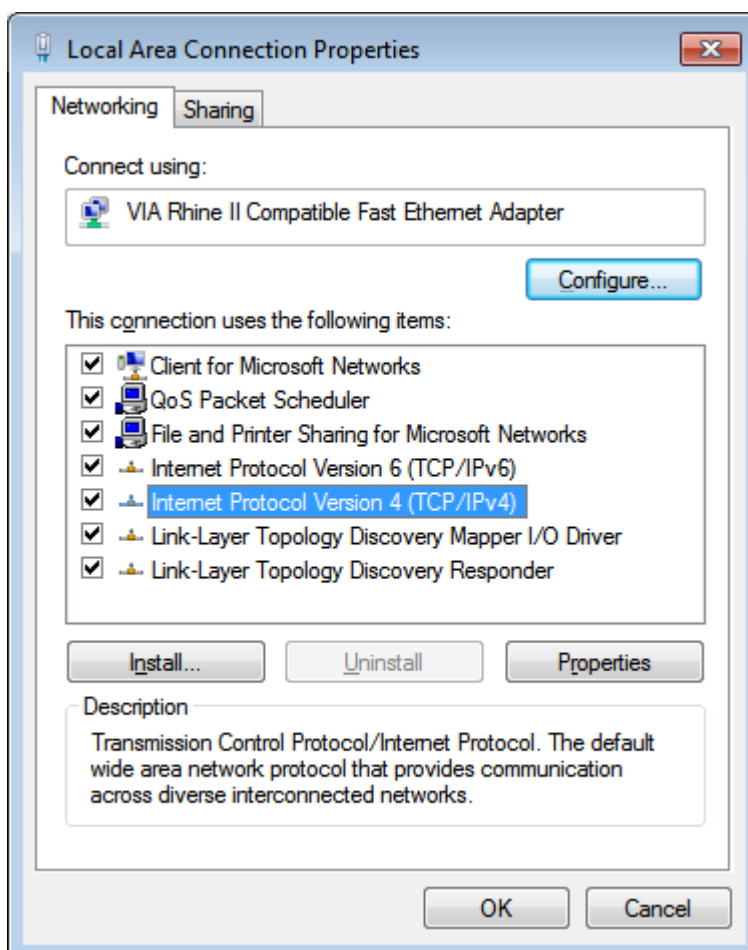 Local Area Connection Properties
Networking
Sharing
Connect using:
VIA Rhine II Compatible Fast Ethernet Adapter
Configure...
This connection uses the following items:
Client for Microsoft Networks
QoS Packet Scheduler
File and Printer Sharing for Microsoft Networks
Internet Protocol Version 6 (TCP/IPv6)
Internet Protocol Version 4 (TCP/IPv4)
Link-Layer Topology Discovery Mapper I/O Driver
Link-Layer Topology Discovery Responder
Install...
Uninstall
Properties
Description
Transmission Control Protocol/Internet Protocol. The default
wide area network protocol that provides communication
across diverse interconnected networks.
OK
Cancel